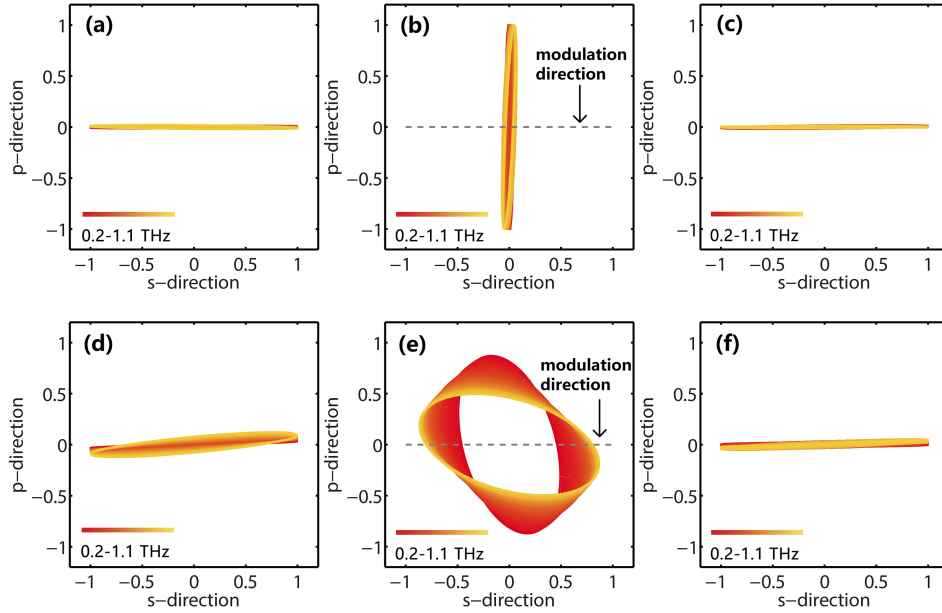 (a)
1
0.5
0
−0.5
−1
p−direction
0.2-1.1 THz
−1 −0.5 0 0.5 1
s−direction
(b)
modulation
direction
1
0.5
0
−0.5
−1
p−direction
0.2-1.1 THz
−1 −0.5 0 0.5 1
s−direction
(c)
1
0.5
0
−0.5
−1
p−direction
0.2-1.1 THz
−1 −0.5 0 0.5 1
s−direction
(d)
1
0.5
0
−0.5
−1
p−direction
0.2-1.1 THz
−1 −0.5 0 0.5 1
s−direction
(e)
modulation
direction
1
0.5
0
−0.5
−1
p−direction
0.2-1.1 THz
−1 −0.5 0 0.5 1
s−direction
(f)
1
0.5
0
−0.5
−1
p−direction
0.2-1.1 THz
−1 −0.5 0 0.5 1
s−direction